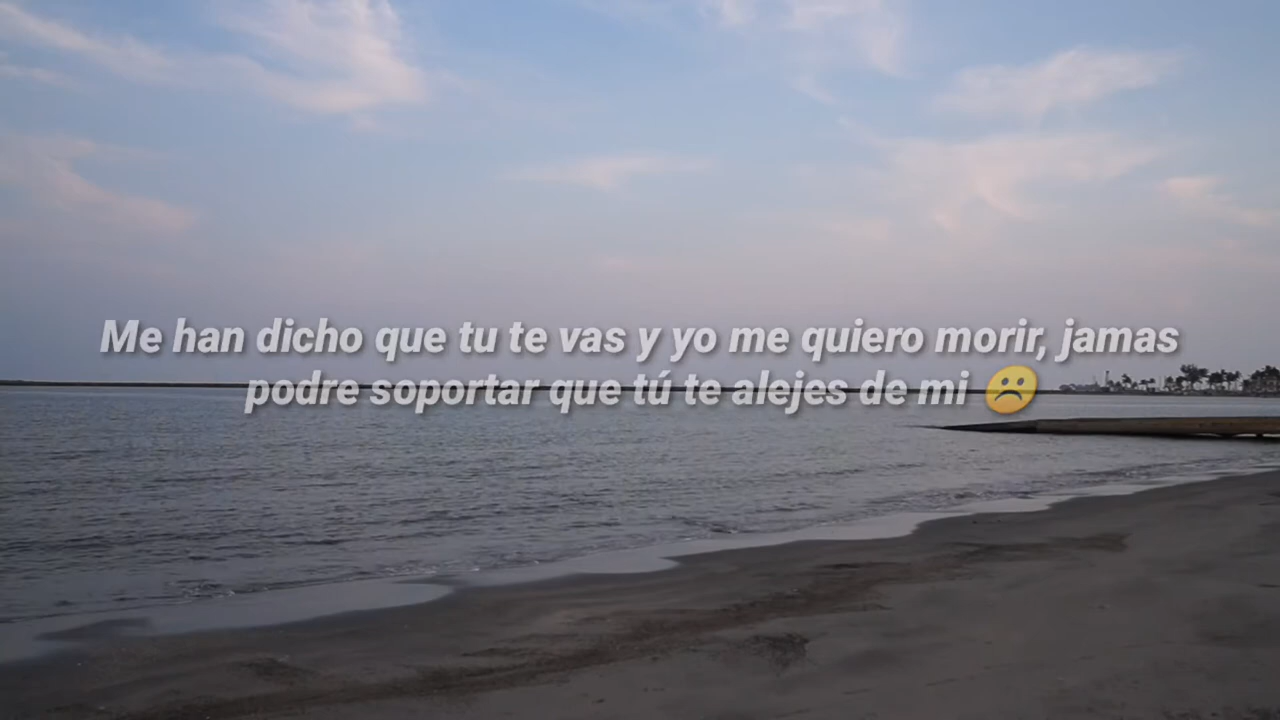 Me han dicho que tu te vas y yo me quiero morir, jamas
podre soportar que tú te alejes de mi ☹️